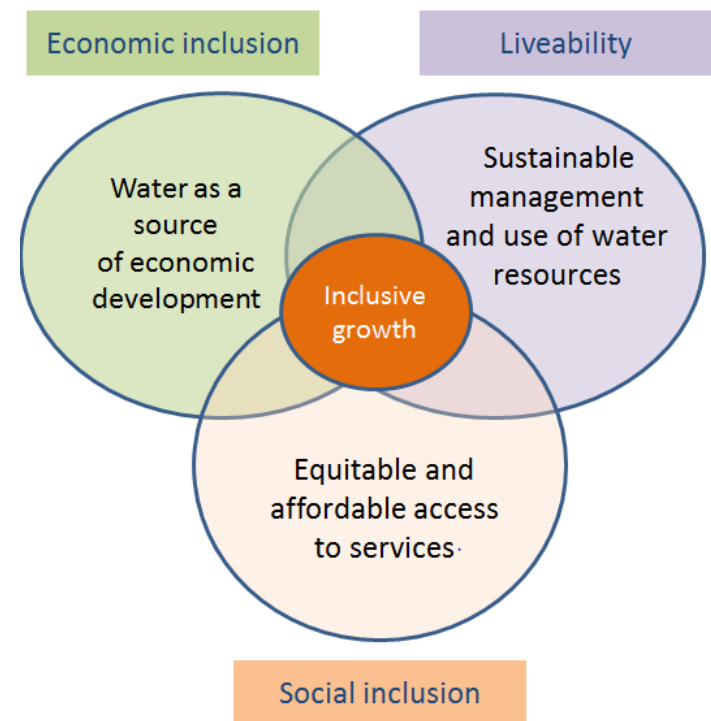 Economic inclusion
Liveability
Water as a
source
of economic
development
Sustainable
management
and use of water
resources
Inclusive
growth
Equitable and
affordable access
to services
Social inclusion